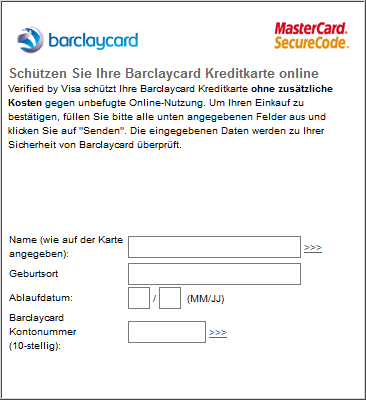 barclaycard
MasterCard.
SecureCode™
Schützen Sie Ihre Barclaycard Kreditkarte online
Verified by Visa schützt Ihre Barclaycard Kreditkarte ohne zusätzliche
Kosten gegen unbefugte Online-Nutzung. Um Ihren Einkauf zu
bestätigen, füllen Sie bitte alle unten angegebenen Felder aus und
klicken Sie auf "Senden". Die eingegebenen Daten werden zu Ihrer
Sicherheit von Barclaycard überprüft.
Name (wie auf der Karte
angegeben): >>>
Geburtsort
Ablaufdatum: / (MM/JJ)
Barclaycard
Kontonummer >>>
(10-stellig):